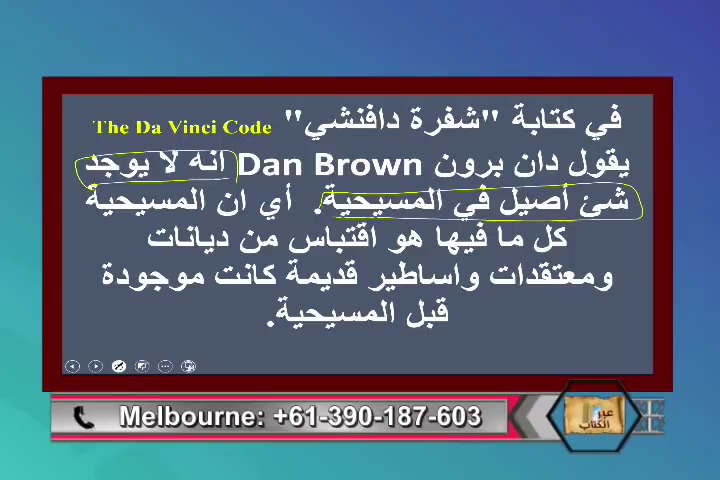 في كتابة "شفرة دافنشي" The Da Vinci Code
يقول دان برون Dan Brown انه لا يوجد
شئ أصيل في المسيحية. أي ان المسيحية
كل ما فيها هو اقتباس من ديانات
ومعتقدات واساطير قديمة كانت موجودة
قبل المسيحية.
Melbourne: +61-390-187-603
عبر
الكتاب